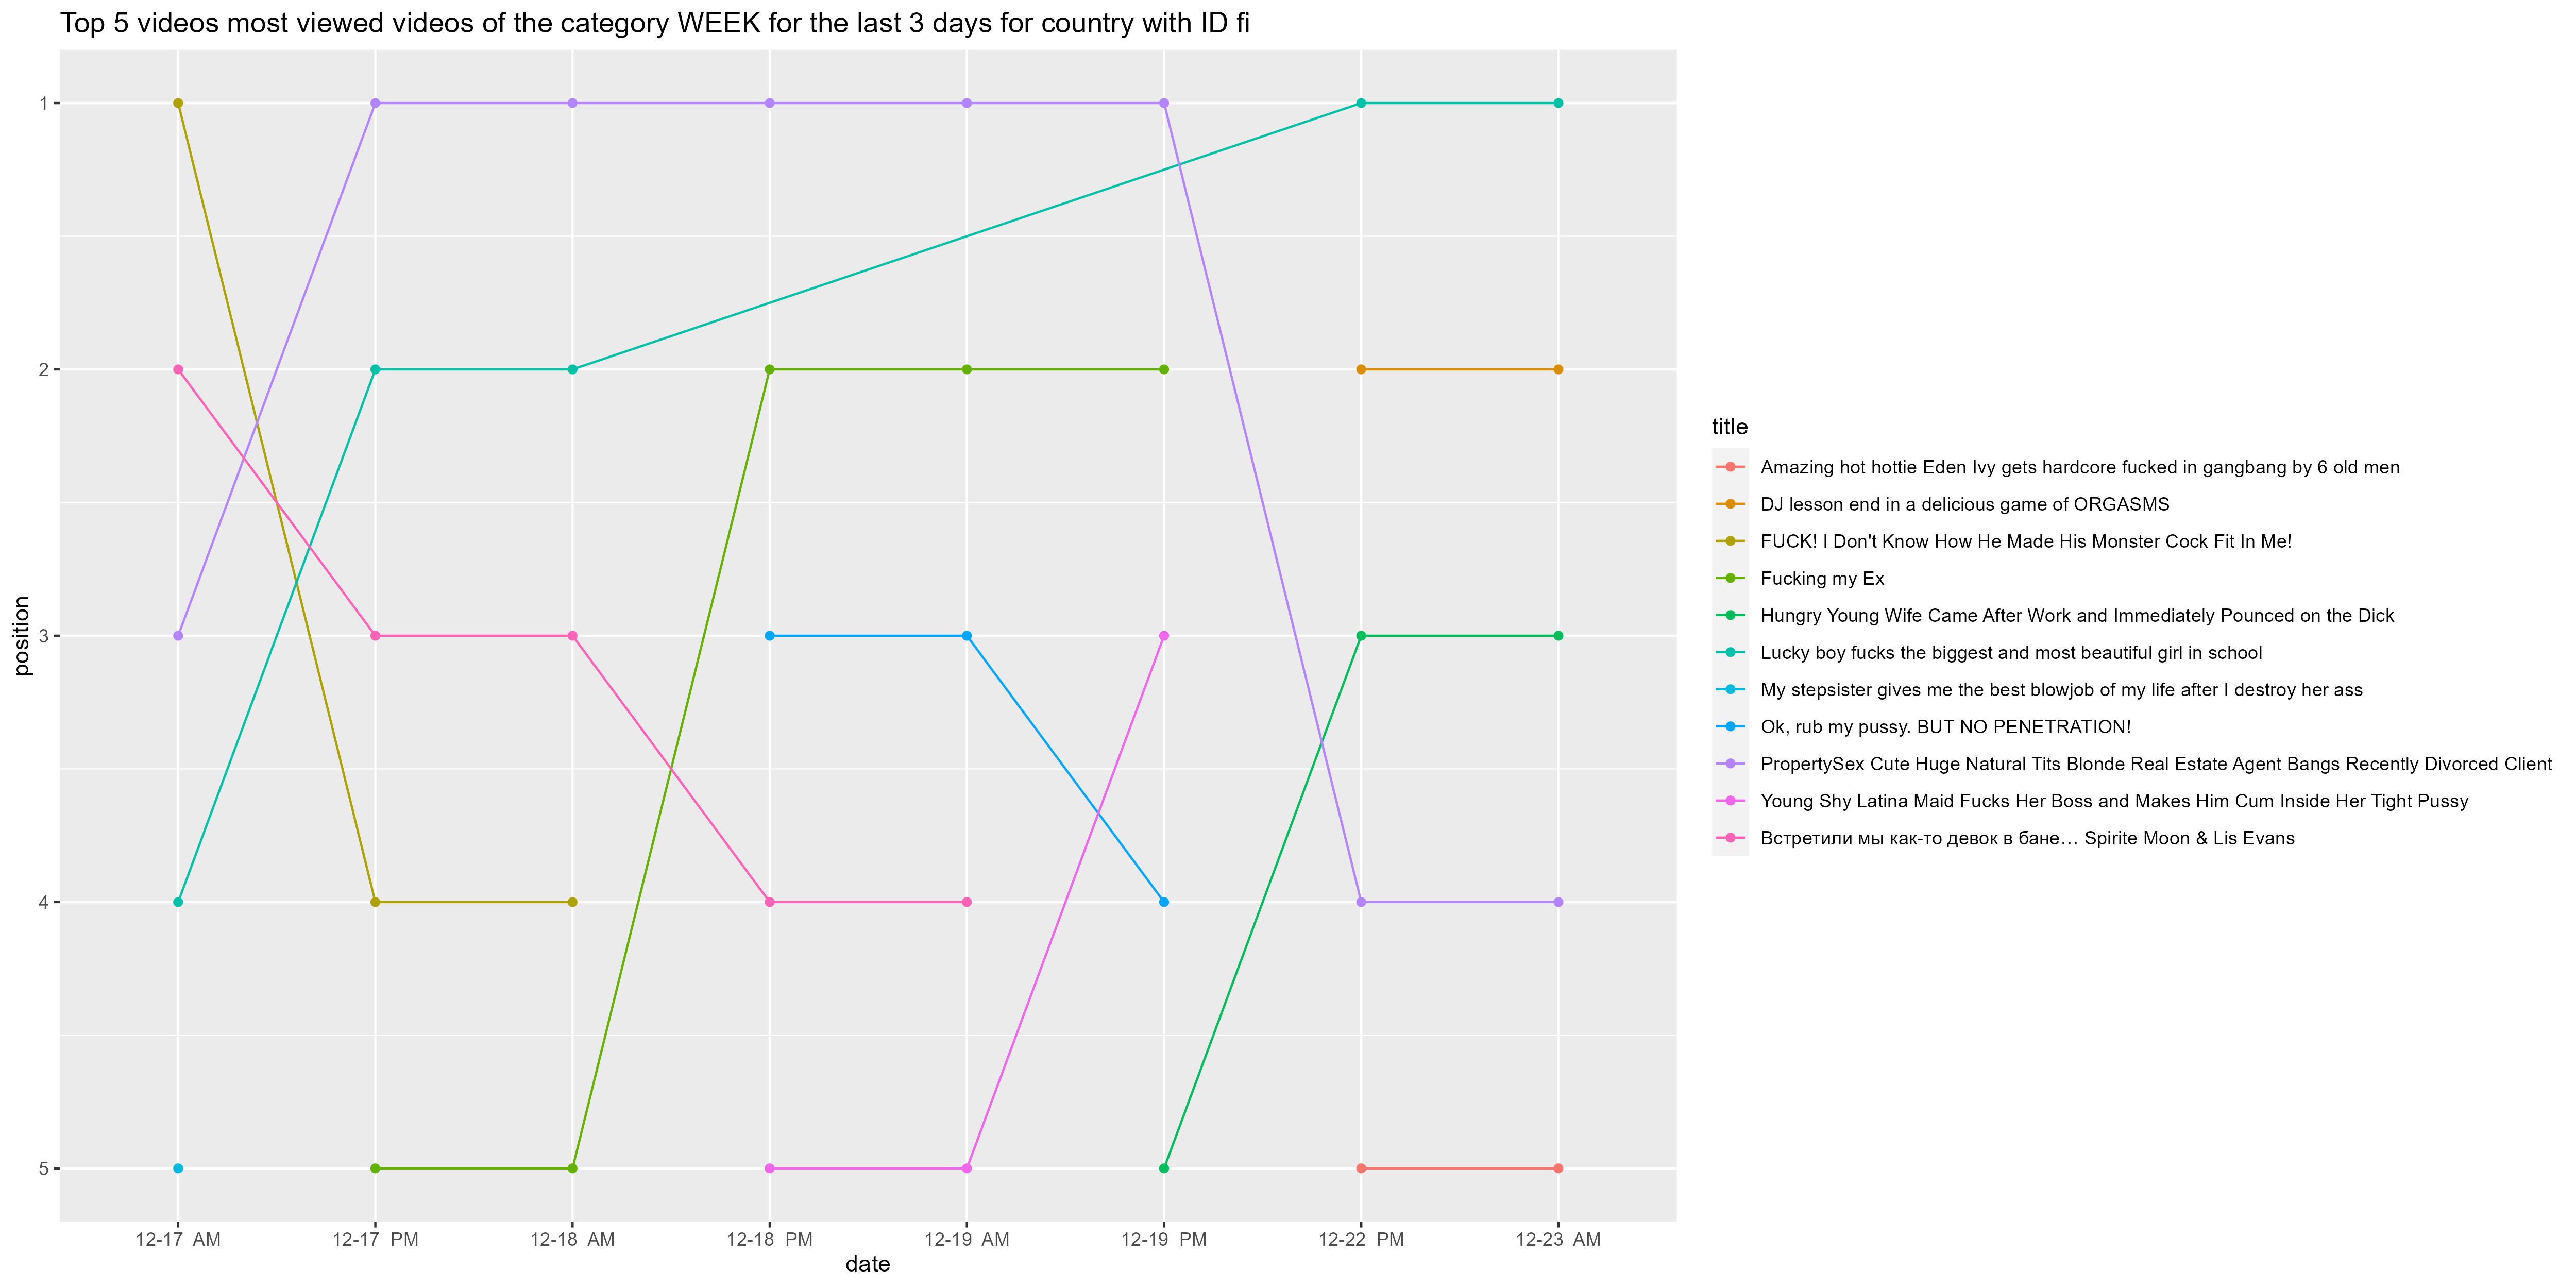 Top 5 videos most viewed videos of the category WEEK for the last 3 days for country with ID fi
position
1
2
3
4
5
12-17 AM
12-17 PM
12-18 AM
12-18 PM
12-19 AM
12-19 PM
12-22 PM
12-23 AM
date
title
Amazing hot hottie Eden Ivy gets hardcore fucked in gangbang by 6 old men
DJ lesson end in a delicious game of ORGASMS
FUCK! I Don't Know How He Made His Monster Cock Fit In Me!
Fucking my Ex
Hungry Young Wife Came After Work and Immediately Pounced on the Dick
Lucky boy fucks the biggest and most beautiful girl in school
My stepsister gives me the best blowjob of my life after I destroy her ass
Ok, rub my pussy. BUT NO PENETRATION!
PropertySex Cute Huge Natural Tits Blonde Real Estate Agent Bangs Recently Divorced Client
Young Shy Latina Maid Fucks Her Boss and Makes Him Cum Inside Her Tight Pussy
Встретили мы как-то девок в бане… Spirite Moon & Lis Evans